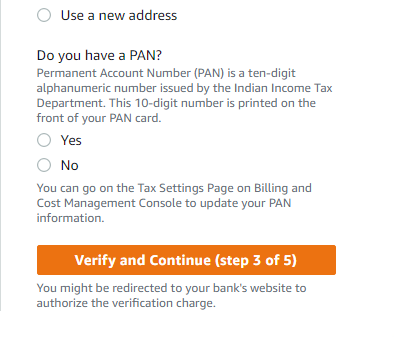 Use a new address
Do you have a PAN?
Permanent Account Number (PAN) is a ten-digit
alphanumeric number issued by the Indian Income Tax
Department. This 10-digit number is printed on the
front of your PAN card.
Yes
No
You can go on the Tax Settings Page on Billing and
Cost Management Console to update your PAN
information.
Verify and Continue (step 3 of 5)
You might be redirected to your bank's website to
authorize the verification charge.